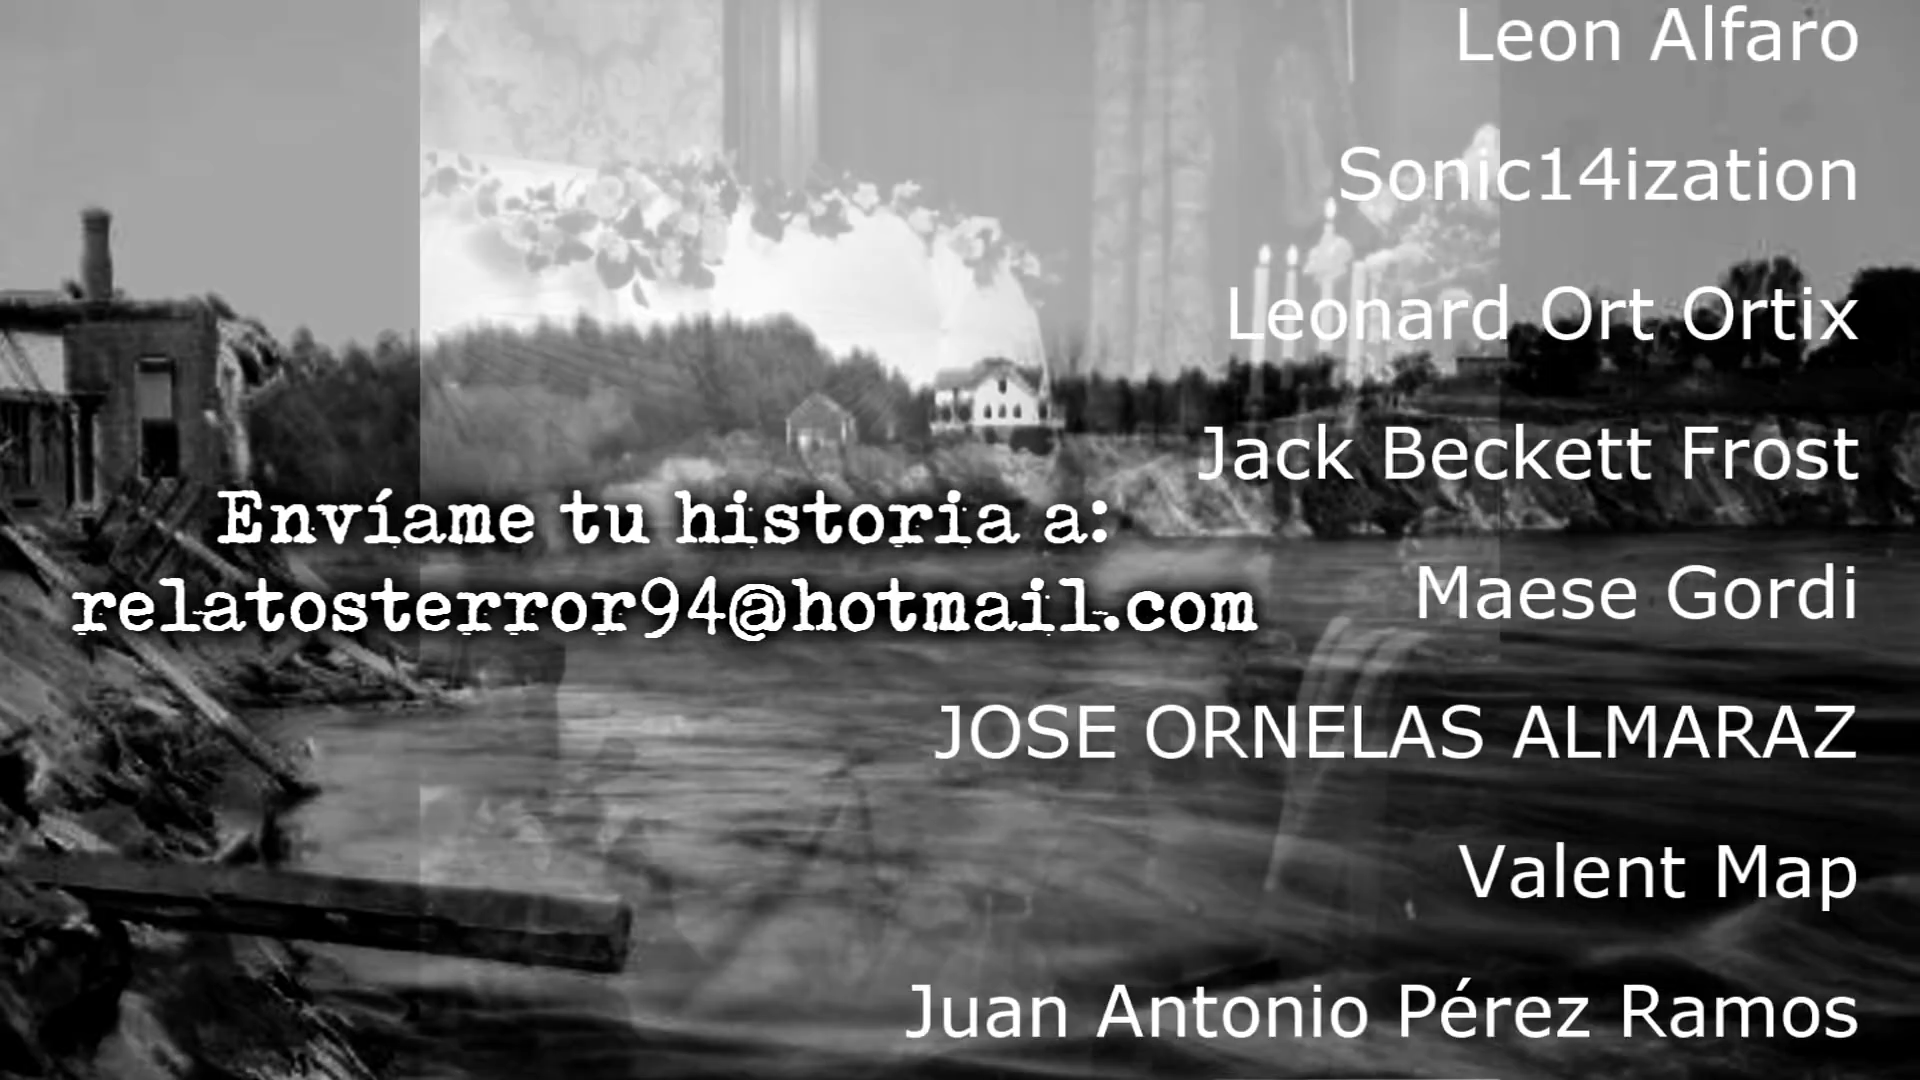 Leon Alfaro
Sonic14ization
Leonard Ort Ortix
Jack Beckett Frost
Envíame tu historia a:
relatosterror94@hotmail.com
Maese Gordi
JOSE ORNELAS ALMARAZ
Valent Map
Juan Antonio Pérez Ramos